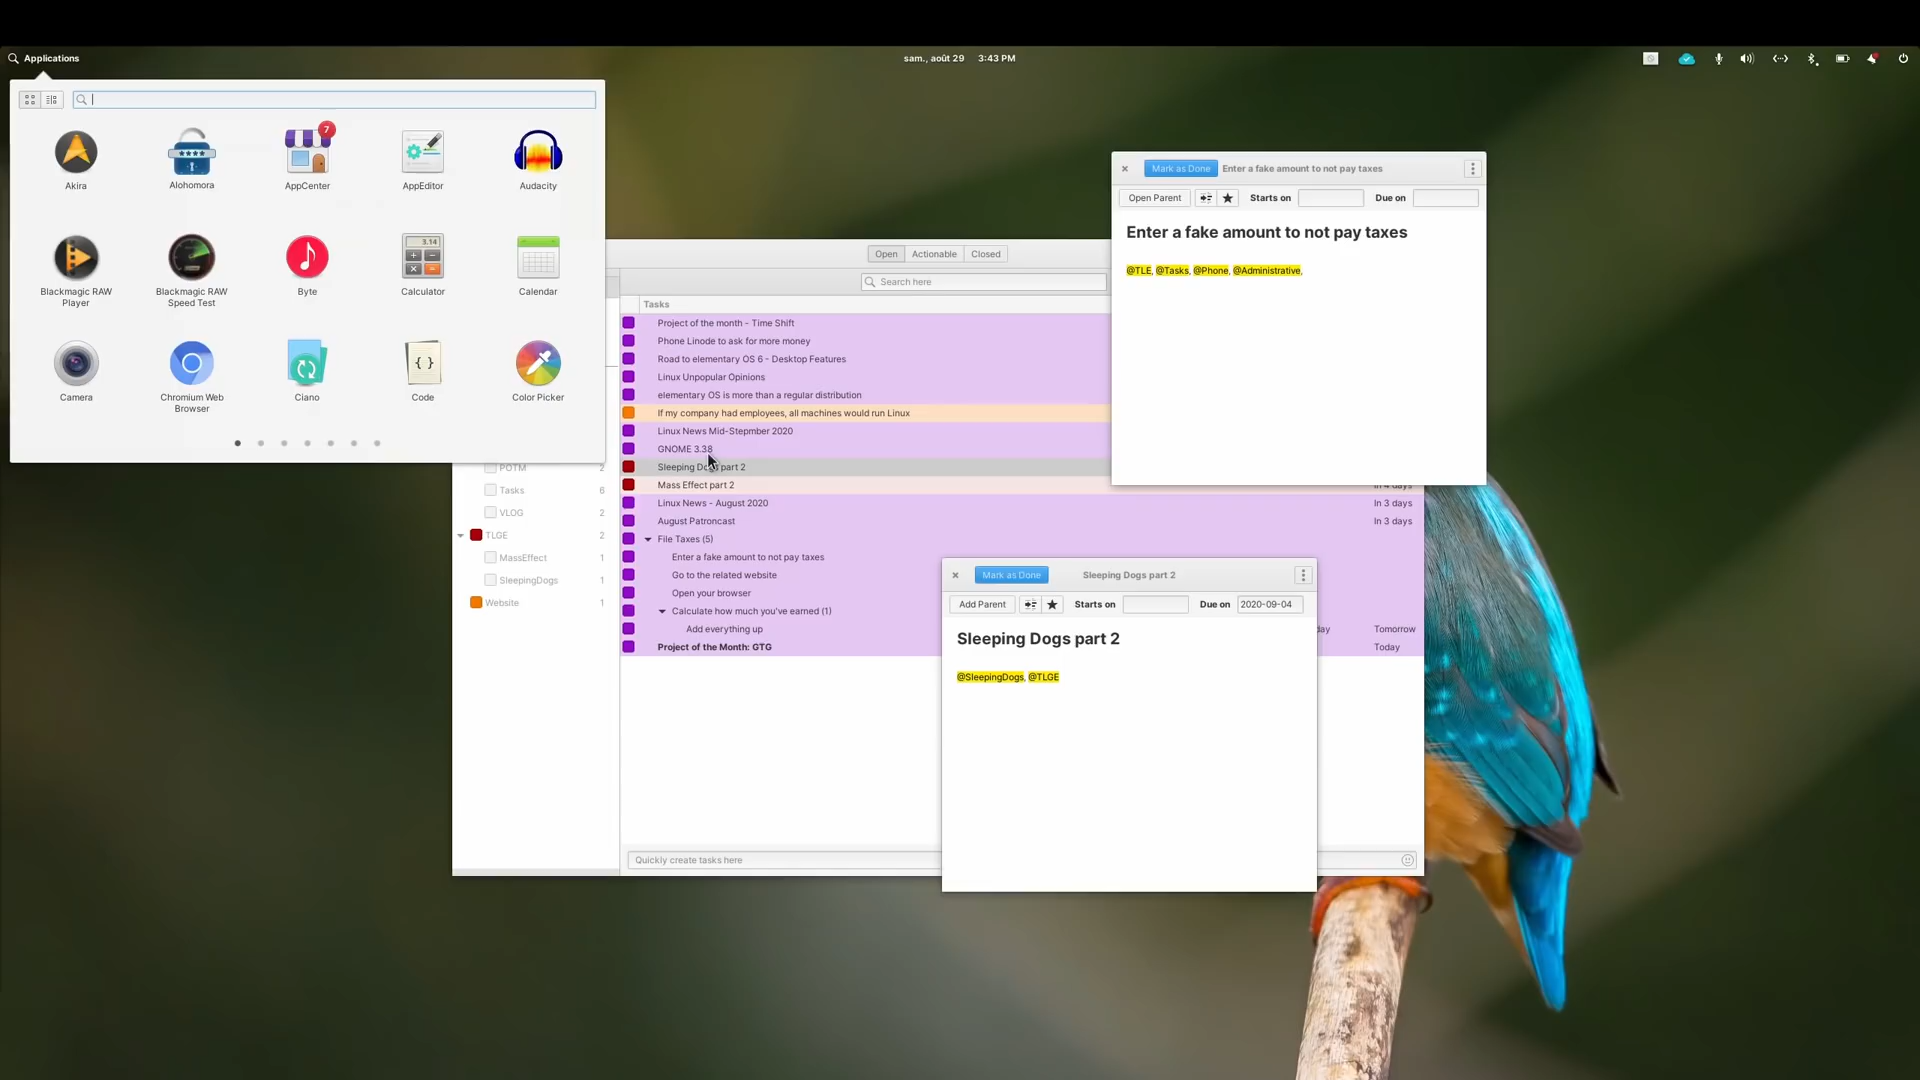 Applications
sam., août 29 3:43 PM
7
Akira
Alohomora
AppCenter
AppEditor
Audacity
3.14
Blackmagic RAW
Player
Blackmagic RAW
Speed Test
Byte
Calculator
Calendar
Camera
Chromium Web
Browser
Ciano
{ }
Code
Color Picker
POTM 2
Tasks 6
VLOG 2
TLGE 2
MassEffect 1
SleepingDogs 1
Website 1
Open Actionable Closed
Search here
Tasks
Project of the month - Time Shift
Phone Linode to ask for more money
Road to elementary OS 6 - Desktop Features
Linux Unpopular Opinions
elementary OS is more than a regular distribution
If my company had employees, all machines would run Linux
Linux News Mid-Stepmber 2020
GNOME 3.38
Sleeping part 2
Mass Effect part 2 In 4 days
Linux News - August 2020 In 3 days
August Patroncast In 3 days
File Taxes (5)
Enter a fake amount to not pay taxes
Go to the related website
Open your browser
Calculate how much you've earned (1)
Add everything up Tomorrow
Project of the Month: GTG Today
Quickly create tasks here
Mark as Done Enter a fake amount to not pay taxes
Open Parent Starts on Due on
Enter a fake amount to not pay taxes
@TLE, @Tasks, @Phone, @Administrative,
Mark as Done Sleeping Dogs part 2
Add Parent Starts on Due on 2020-09-04
Sleeping Dogs part 2
@SleepingDogs, @TLGE